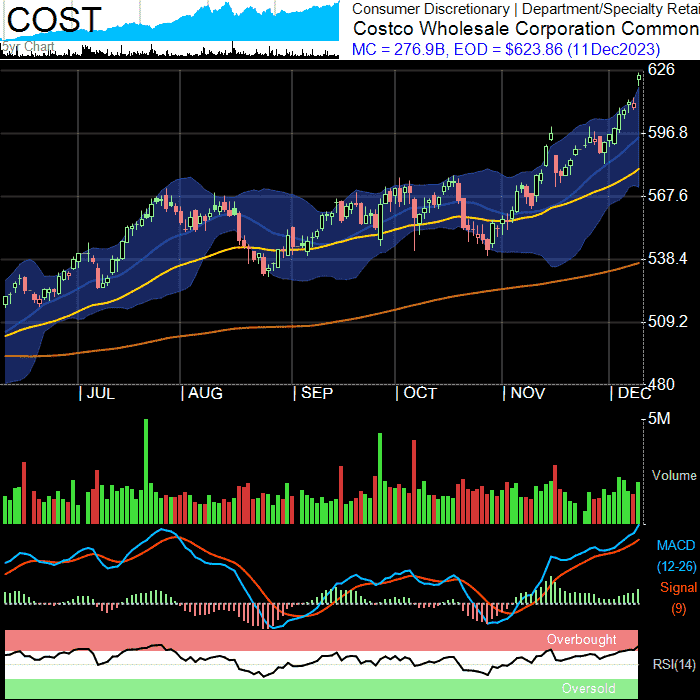 COST
5yr Chart
Consumer Discretionary | Department/Specialty Retai
Costco Wholesale Corporation Common
MC = 276.9B, EOD = $623.86 (11Dec2023)
626
596.8
567.6
538.4
509.2
480
| JUL | AUG | SEP | OCT | NOV | DEC
5M
Volume
MACD
(12-26)
Signal
(9)
Overbought
RSI(14)
Oversold